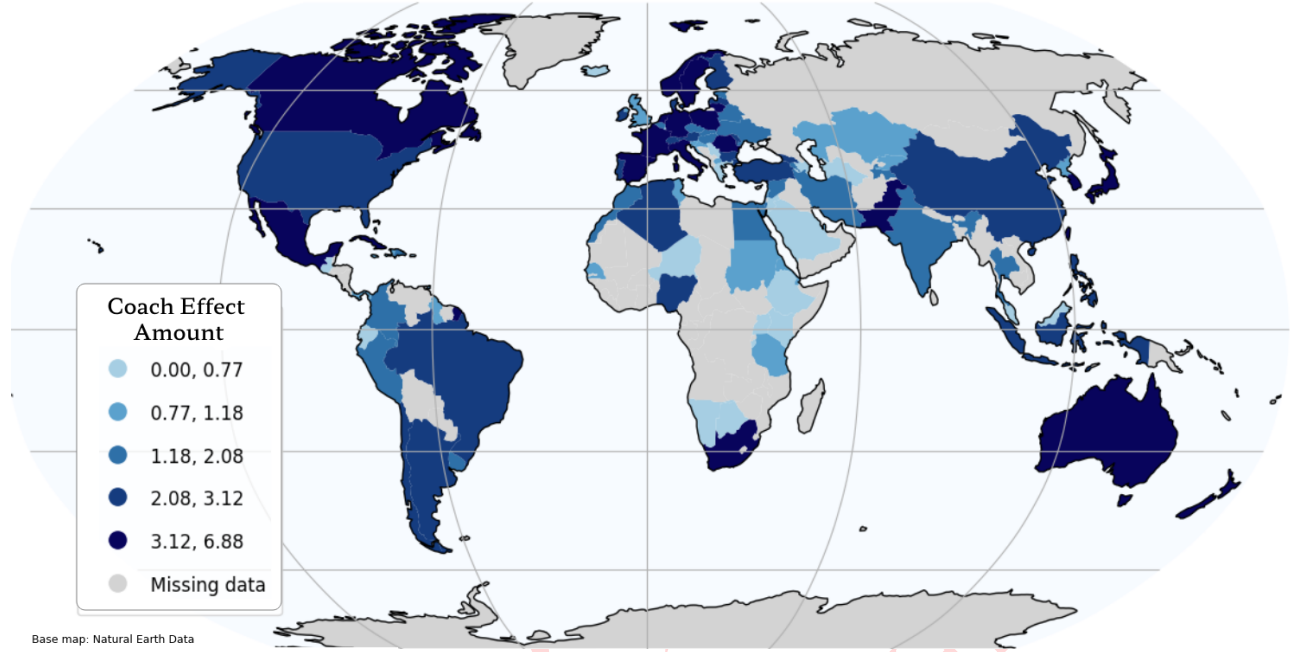 Coach Effect
Amount
0.00, 0.77
0.77, 1.18
1.18, 2.08
2.08, 3.12
3.12, 6.88
Missing data
Base map: Natural Earth Data